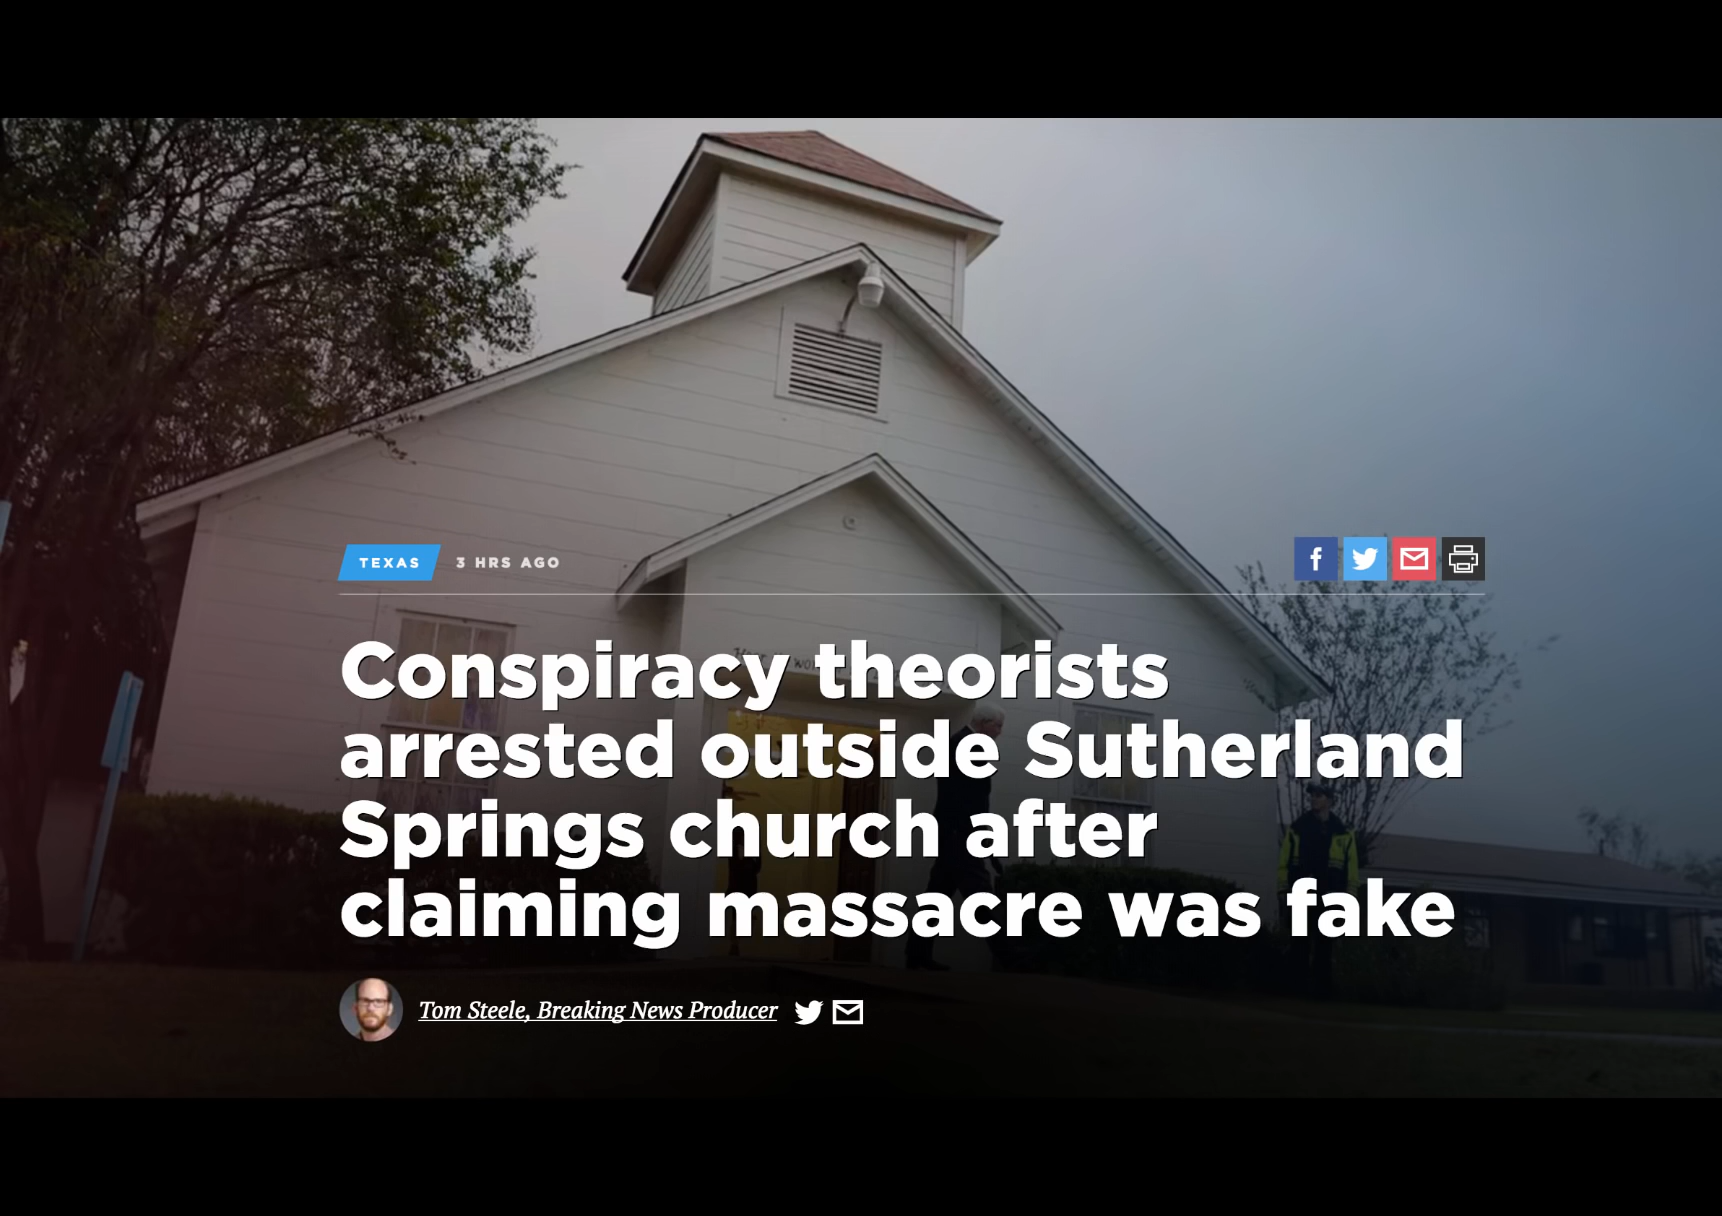 TEXAS 3 HRS AGO
Conspiracy theorists
arrested outside Sutherland
Springs church after
claiming massacre was fake
Tom Steele, Breaking News Producer